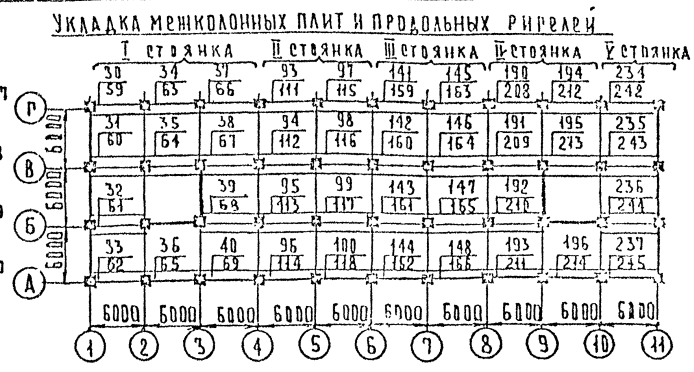 УКЛАДКА МЕЖКОЛОННЫХ ПЛИТ И ПРОДОЛЬНЫХ РИГЕЛЕЙ
I СТОЯНКА II СТОЯНКА III СТОЯНКА IV СТОЯНКА V СТОЯНКА
30 34 37 93 97 141 145 190 194 234
59 63 66 111 115 159 163 208 212 242
Г
31 35 38 94 98 142 146 191 195 235
60 64 67 112 116 160 164 209 213 243
6000
В
32 39 95 99 143 147 192 236
61 68 113 117 161 165 210 244
6000
Б
33 36 40 96 100 144 148 193 196 237
62 65 69 114 118 162 166 211 214 245
6000
А
6000 6000 6000 6000 6000 6000 6000 6000 6000 6000
1 2 3 4 5 6 7 8 9 10 11